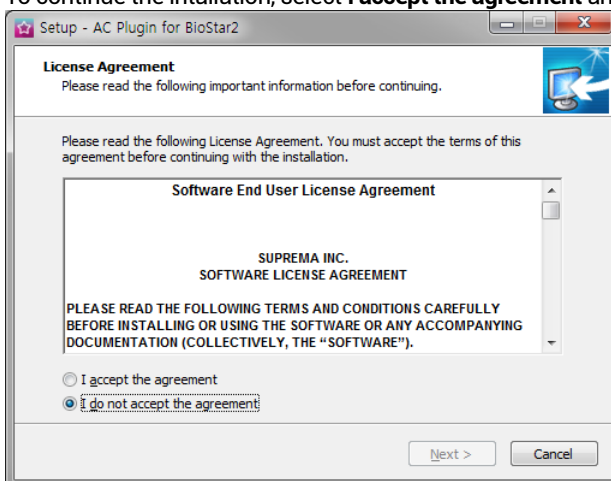 To continue the intallation, select I accept the agreement an
Setup - AC Plugin for BioStar2
License Agreement
Please read the following important information before continuing.
Please read the following License Agreement. You must accept the terms of this
agreement before continuing with the installation.
Software End User License Agreement
SUPREMA INC.
SOFTWARE LICENSE AGREEMENT
PLEASE READ THE FOLLOWING TERMS AND CONDITIONS CAREFULLY
BEFORE INSTALLING OR USING THE SOFTWARE OR ANY ACCOMPANYING
DOCUMENTATION (COLLECTIVELY, THE “SOFTWARE”).
I accept the agreement
I do not accept the agreement
Next >
Cancel